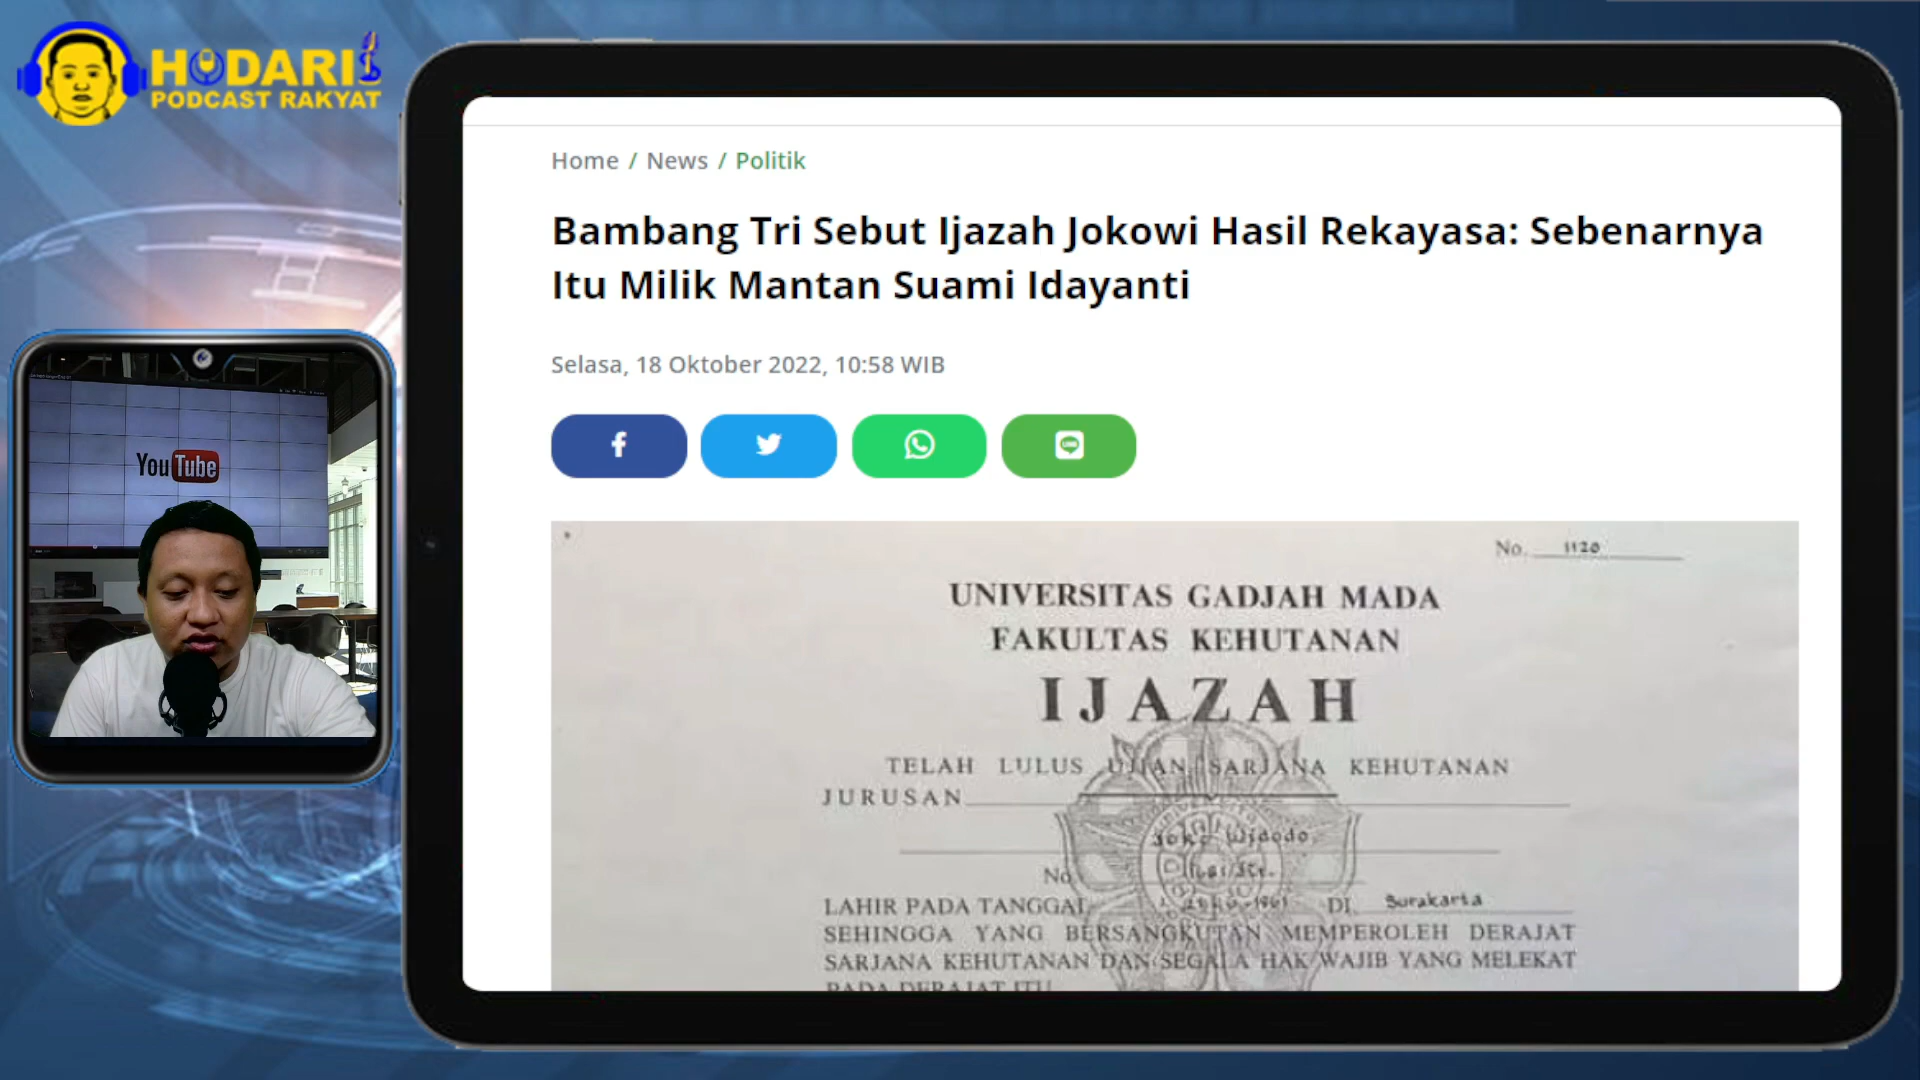 HODARI
PODCAST RAKYAT
Home / News / Politik
Bambang Tri Sebut Ijazah Jokowi Hasil Rekayasa: Sebenarnya
Itu Milik Mantan Suami Idayanti
Selasa, 18 Oktober 2022, 10:58 WIB
YouTube
No. 1120
UNIVERSITAS GADJAH MADA
FAKULTAS KEHUTANAN
IJAZAH
TELAH LULUS UJIAN SARJANA KEHUTANAN
JURUSAN
Joko Widodo
No.
LAHIR PADA TANGGAL DI Surakarta
SEHINGGA YANG BERSANGKUTAN MEMPEROLEH DERAJAT
SARJANA KEHUTANAN DAN SEGALA HAK WAJIB YANG MELEKAT
PADA DERAJAT ITU